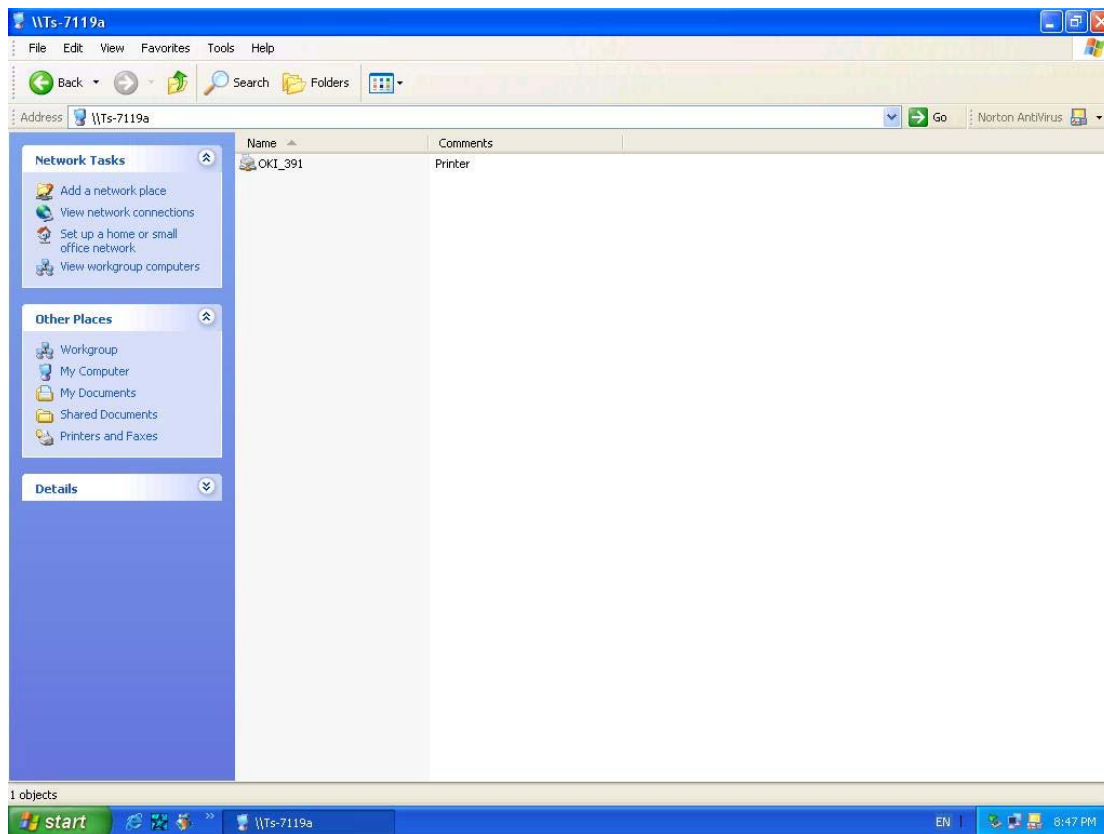 \\Ts-7119a
File Edit View Favorites Tools Help
Back Search Folders
Address \\Ts-7119a Go Norton AntiVirus
Name Comments
OKI_391 Printer
Network Tasks
Add a network place
View network connections
Set up a home or small
office network
View workgroup computers
Other Places
Workgroup
My Computer
My Documents
Shared Documents
Printers and Faxes
Details
1 objects
start \\Ts-7119a EN 8:47 PM